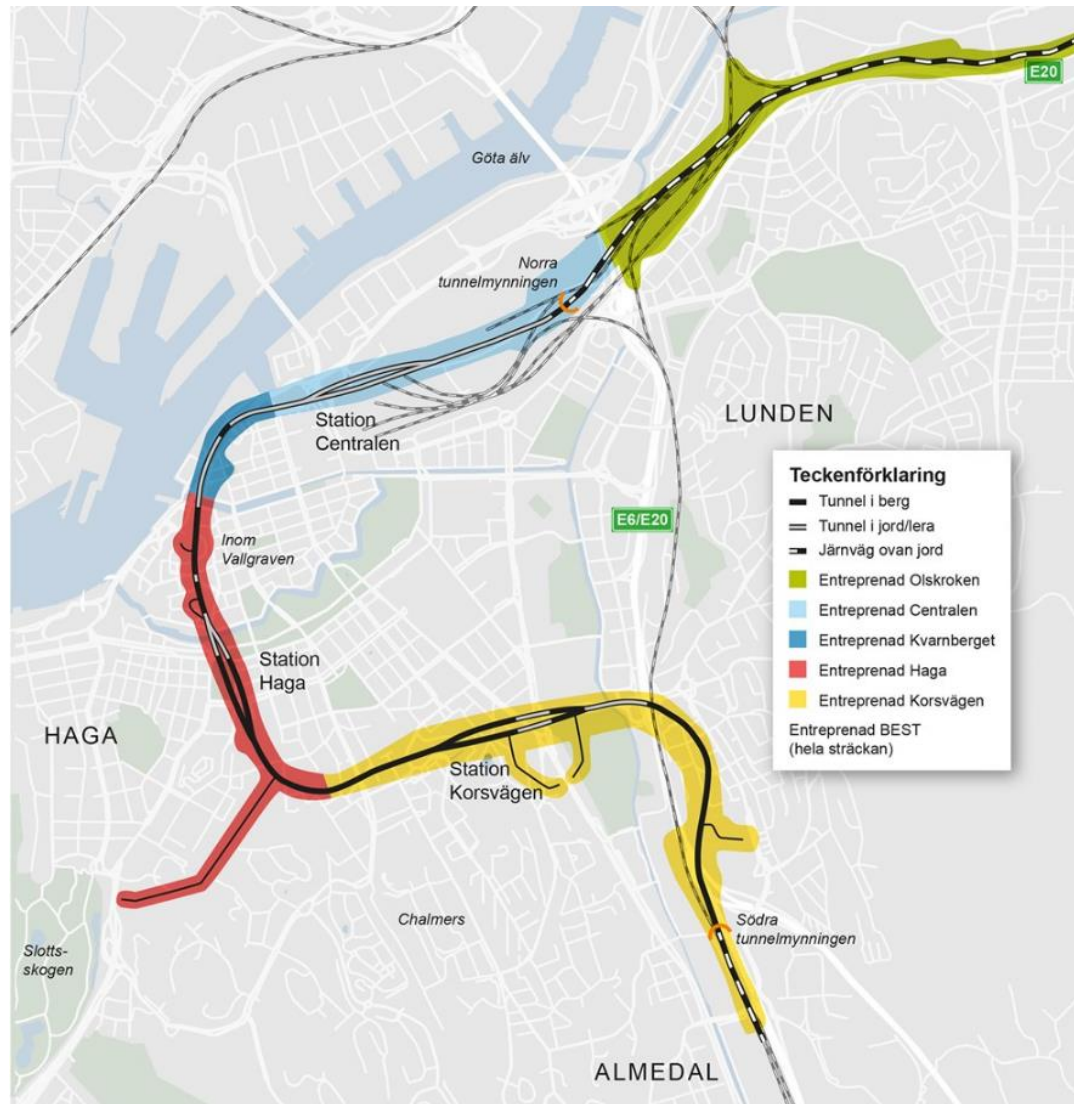 E20
Göta älv
Norra
tunnelmynningen
Station
Centralen
LUNDEN
Teckenförklaring
Tunnel i berg
Tunnel i jord/lera
Järnväg ovan jord
Entreprenad Olskroken
Entreprenad Centralen
Entreprenad Kvarnberget
Entreprenad Haga
Entreprenad Korsvägen
Entreprenad BEST
(hela sträckan)
E6/E20
Inom
Vallgraven
Station
Haga
HAGA
Station
Korsvägen
Chalmers
Södra
tunnelmynningen
Slotts-
skogen
ALMEDAL